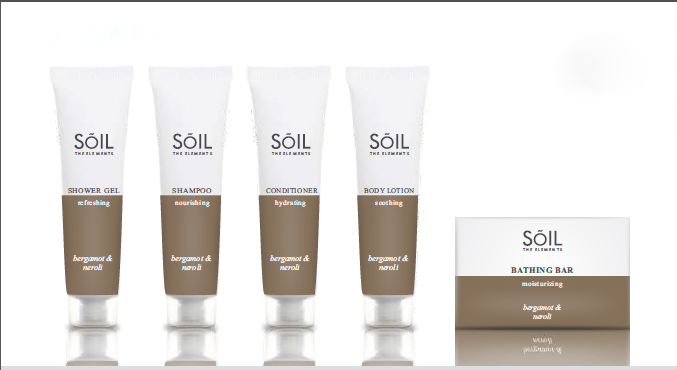 SÕIL
THE ELEMENTS
SHOWER GEL
refreshing
bergamot &
neroli
SÕIL
THE ELEMENTS
SHAMPOO
nourishing
bergamot &
neroli
SÕIL
THE ELEMENTS
CONDITIONER
hydrating
bergamot &
neroli
SÕIL
THE ELEMENTS
BODY LOTION
soothing
bergamot &
neroli
SÕIL
THE ELEMENTS
BATHING BAR
moisturizing
bergamot &
neroli